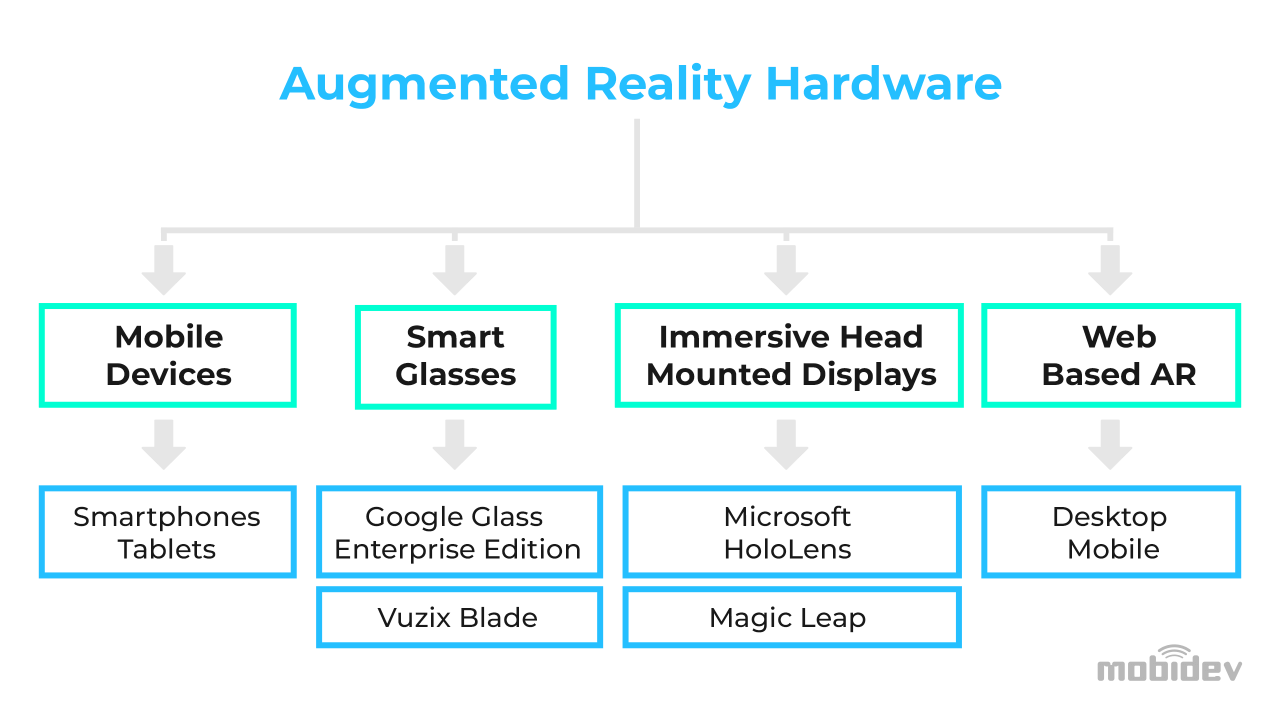 Augmented Reality Hardware
Mobile
Devices
Smart
Glasses
Immersive Head
Mounted Displays
Web
Based AR
Smartphones
Tablets
Google Glass
Enterprise Edition
Microsoft
HoloLens
Desktop
Mobile
Vuzix Blade
Magic Leap
mobidev